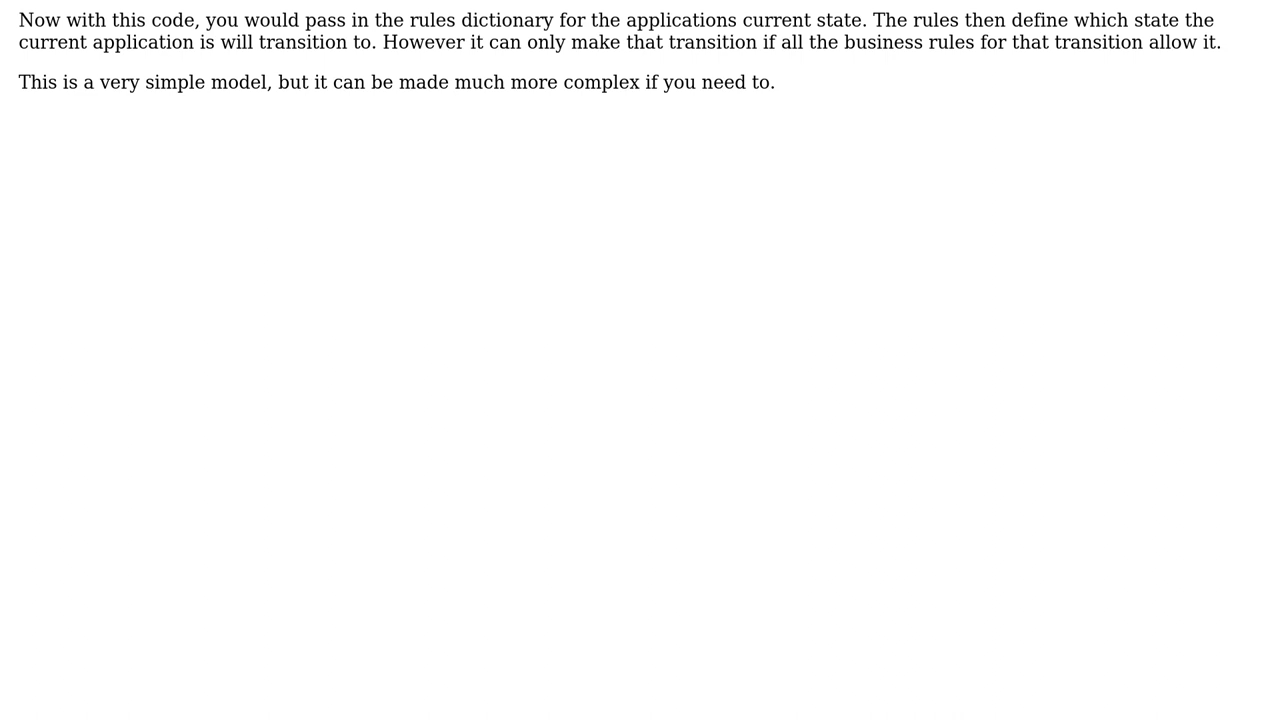 Now with this code, you would pass in the rules dictionary for the applications current state. The rules then define which state the
current application is will transition to. However it can only make that transition if all the business rules for that transition allow it.
This is a very simple model, but it can be made much more complex if you need to.